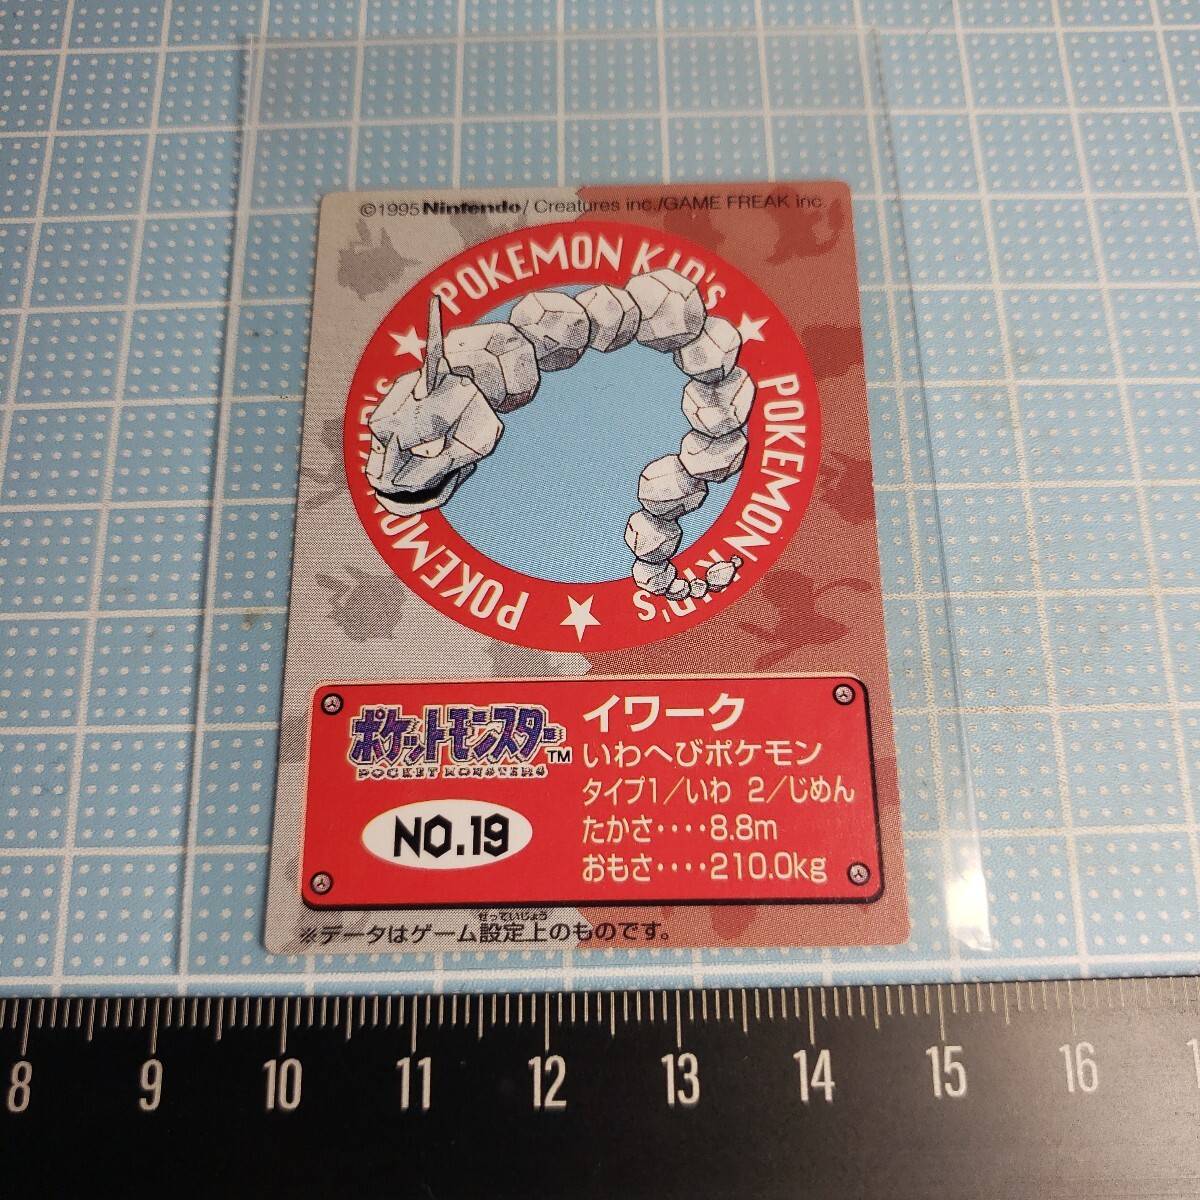 ©1995 Nintendo/Creatures inc./GAME FREAK inc.
POKEMON KID's
POKEMON KID's
POKEMON KID's
ポケットモンスター TM
POCKET MONSTERS
NO.19
イワーク
いわへびポケモン
タイプ1/いわ 2/じめん
たかさ‥‥8.8m
おもさ‥‥210.0kg
せっていじょう
※データはゲーム設定上のものです。
8 9 10 11 12 13 14 15 16